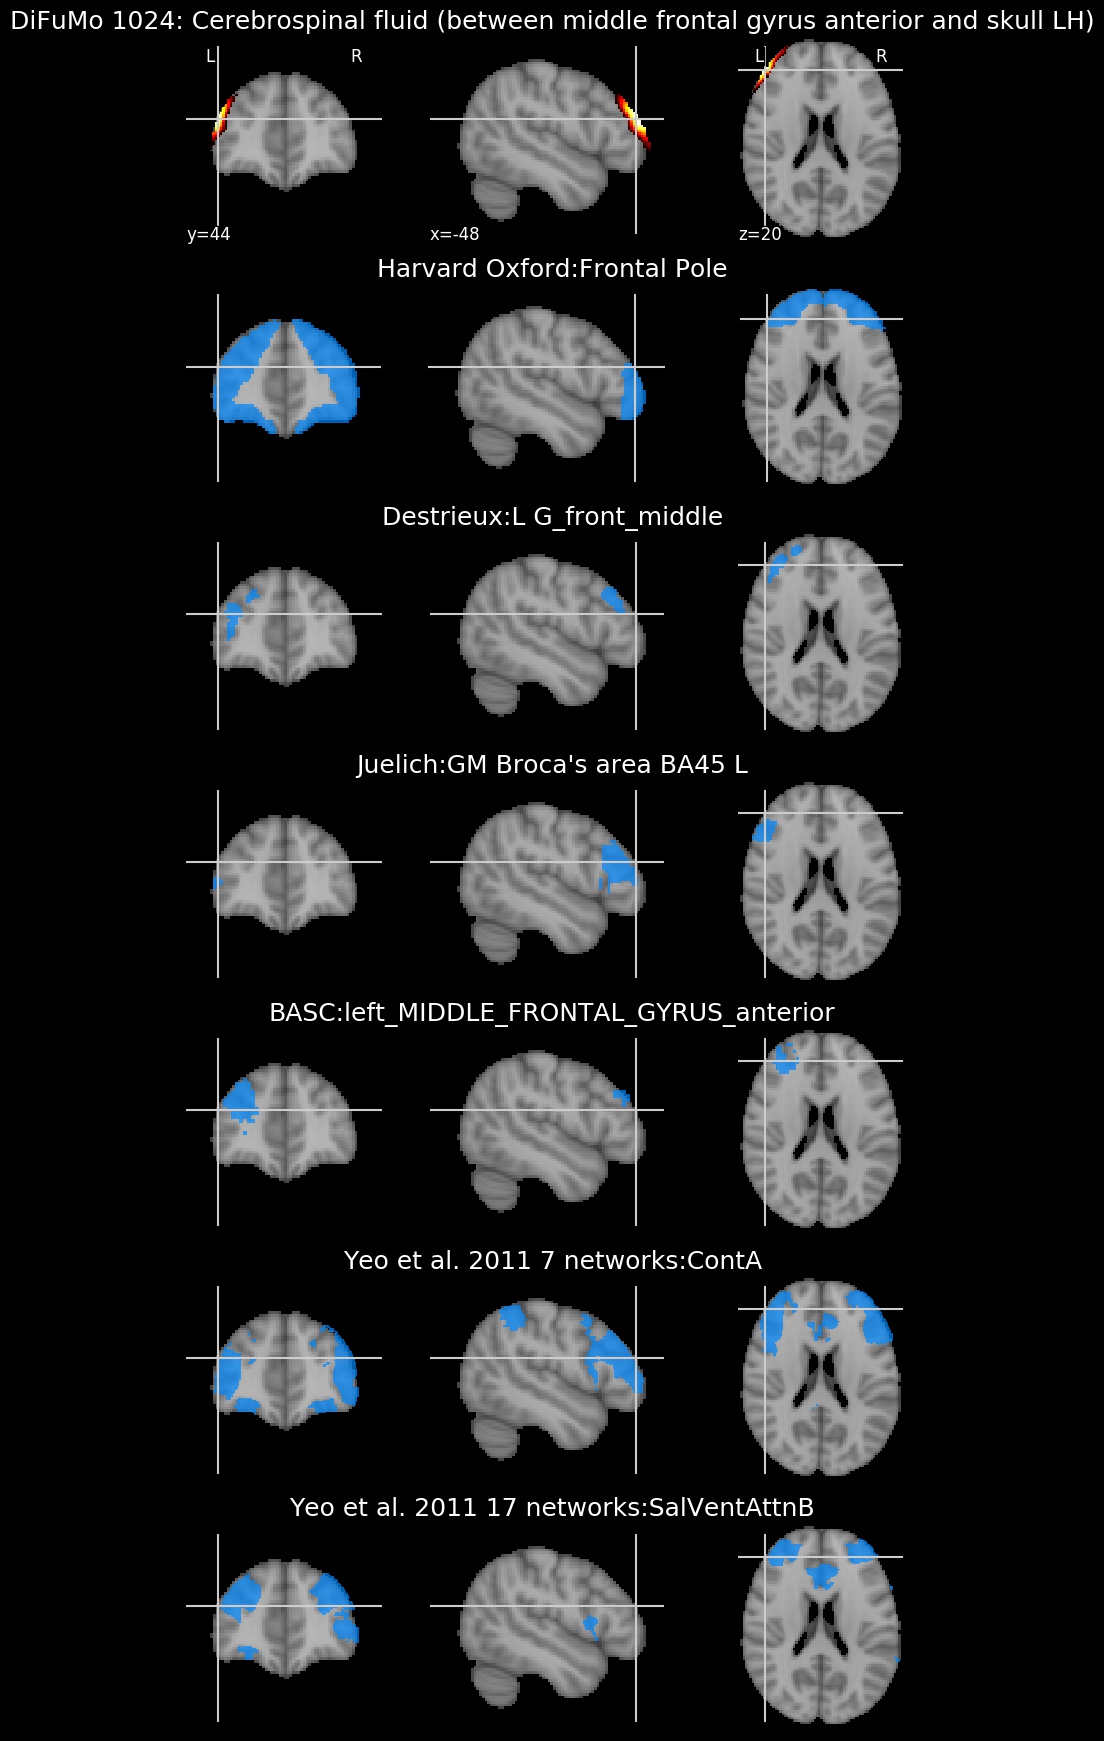 DiFuMo 1024: Cerebrospinal fluid (between middle frontal gyrus anterior and skull LH)
L R L R
y=44 x=-48 z=20
Harvard Oxford:Frontal Pole
Destrieux:L G_front_middle
Juelich:GM Broca's area BA45 L
BASC:left_MIDDLE_FRONTAL_GYRUS_anterior
Yeo et al. 2011 7 networks:ContA
Yeo et al. 2011 17 networks:SalVentAttnB